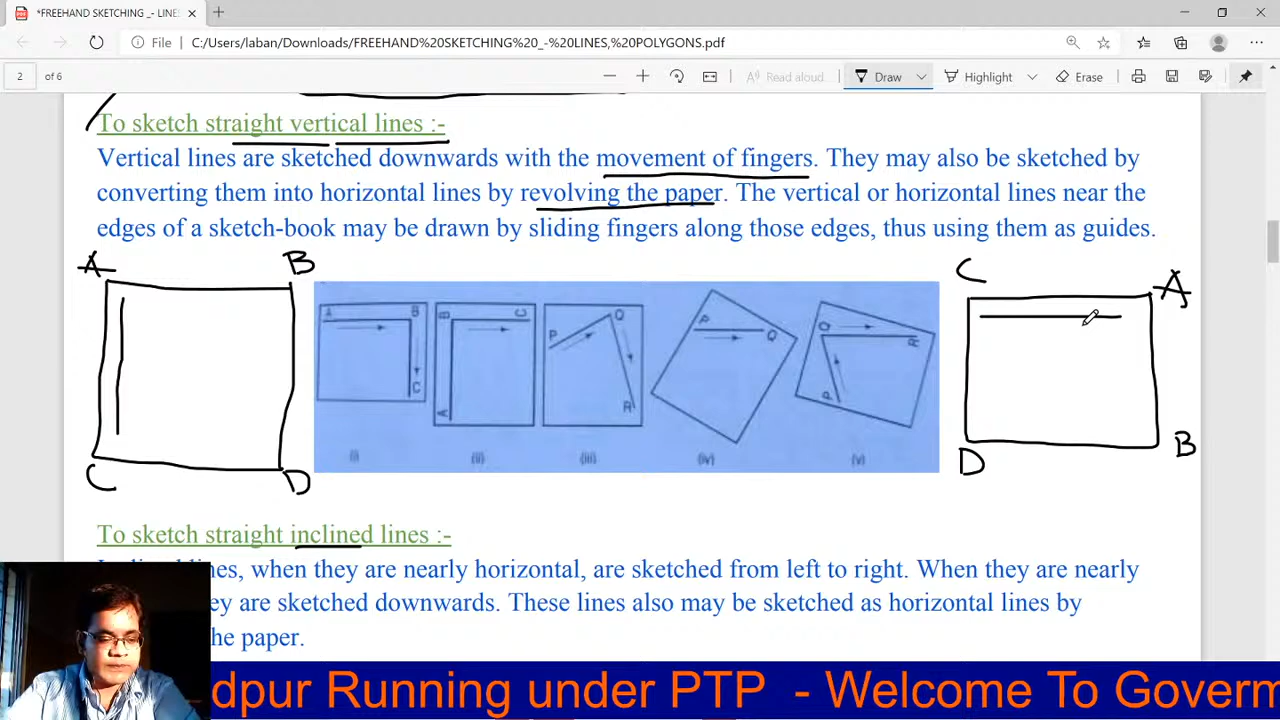 *FREEHAND SKETCHING _- LINE
File
C:/Users/laban/Downloads/FREEHAND%20SKETCHING%20_-%20LINES,%20POLYGONS.pdf
2 of 6
Read aloud
Draw
Highlight
Erase
To sketch straight vertical lines :-
Vertical lines are sketched downwards with the movement of fingers. They may also be sketched by
converting them into horizontal lines by revolving the paper. The vertical or horizontal lines near the
edges of a sketch-book may be drawn by sliding fingers along those edges, thus using them as guides.
A B
C D
A B C
A B C
P Q R
P Q
P Q R
(i) (ii) (iii) (iv) (v)
C A
D B
To sketch straight inclined lines :-
lines, when they are nearly horizontal, are sketched from left to right. When they are nearly
are sketched downwards. These lines also may be sketched as horizontal lines by
the paper.
dpur Running under PTP - Welcome To Goverm